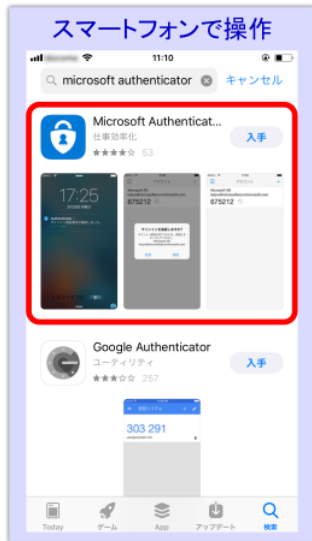 スマートフォンで操作
11:10
microsoft authenticator
キャンセル
Microsoft Authenticat...
仕事効率化
入手
★★★★☆ 53
17:25
675212
675212
Google Authenticator
ユーティリティ
入手
★★★☆☆ 257
303 291
Today
ゲーム
App
アップデート
検索